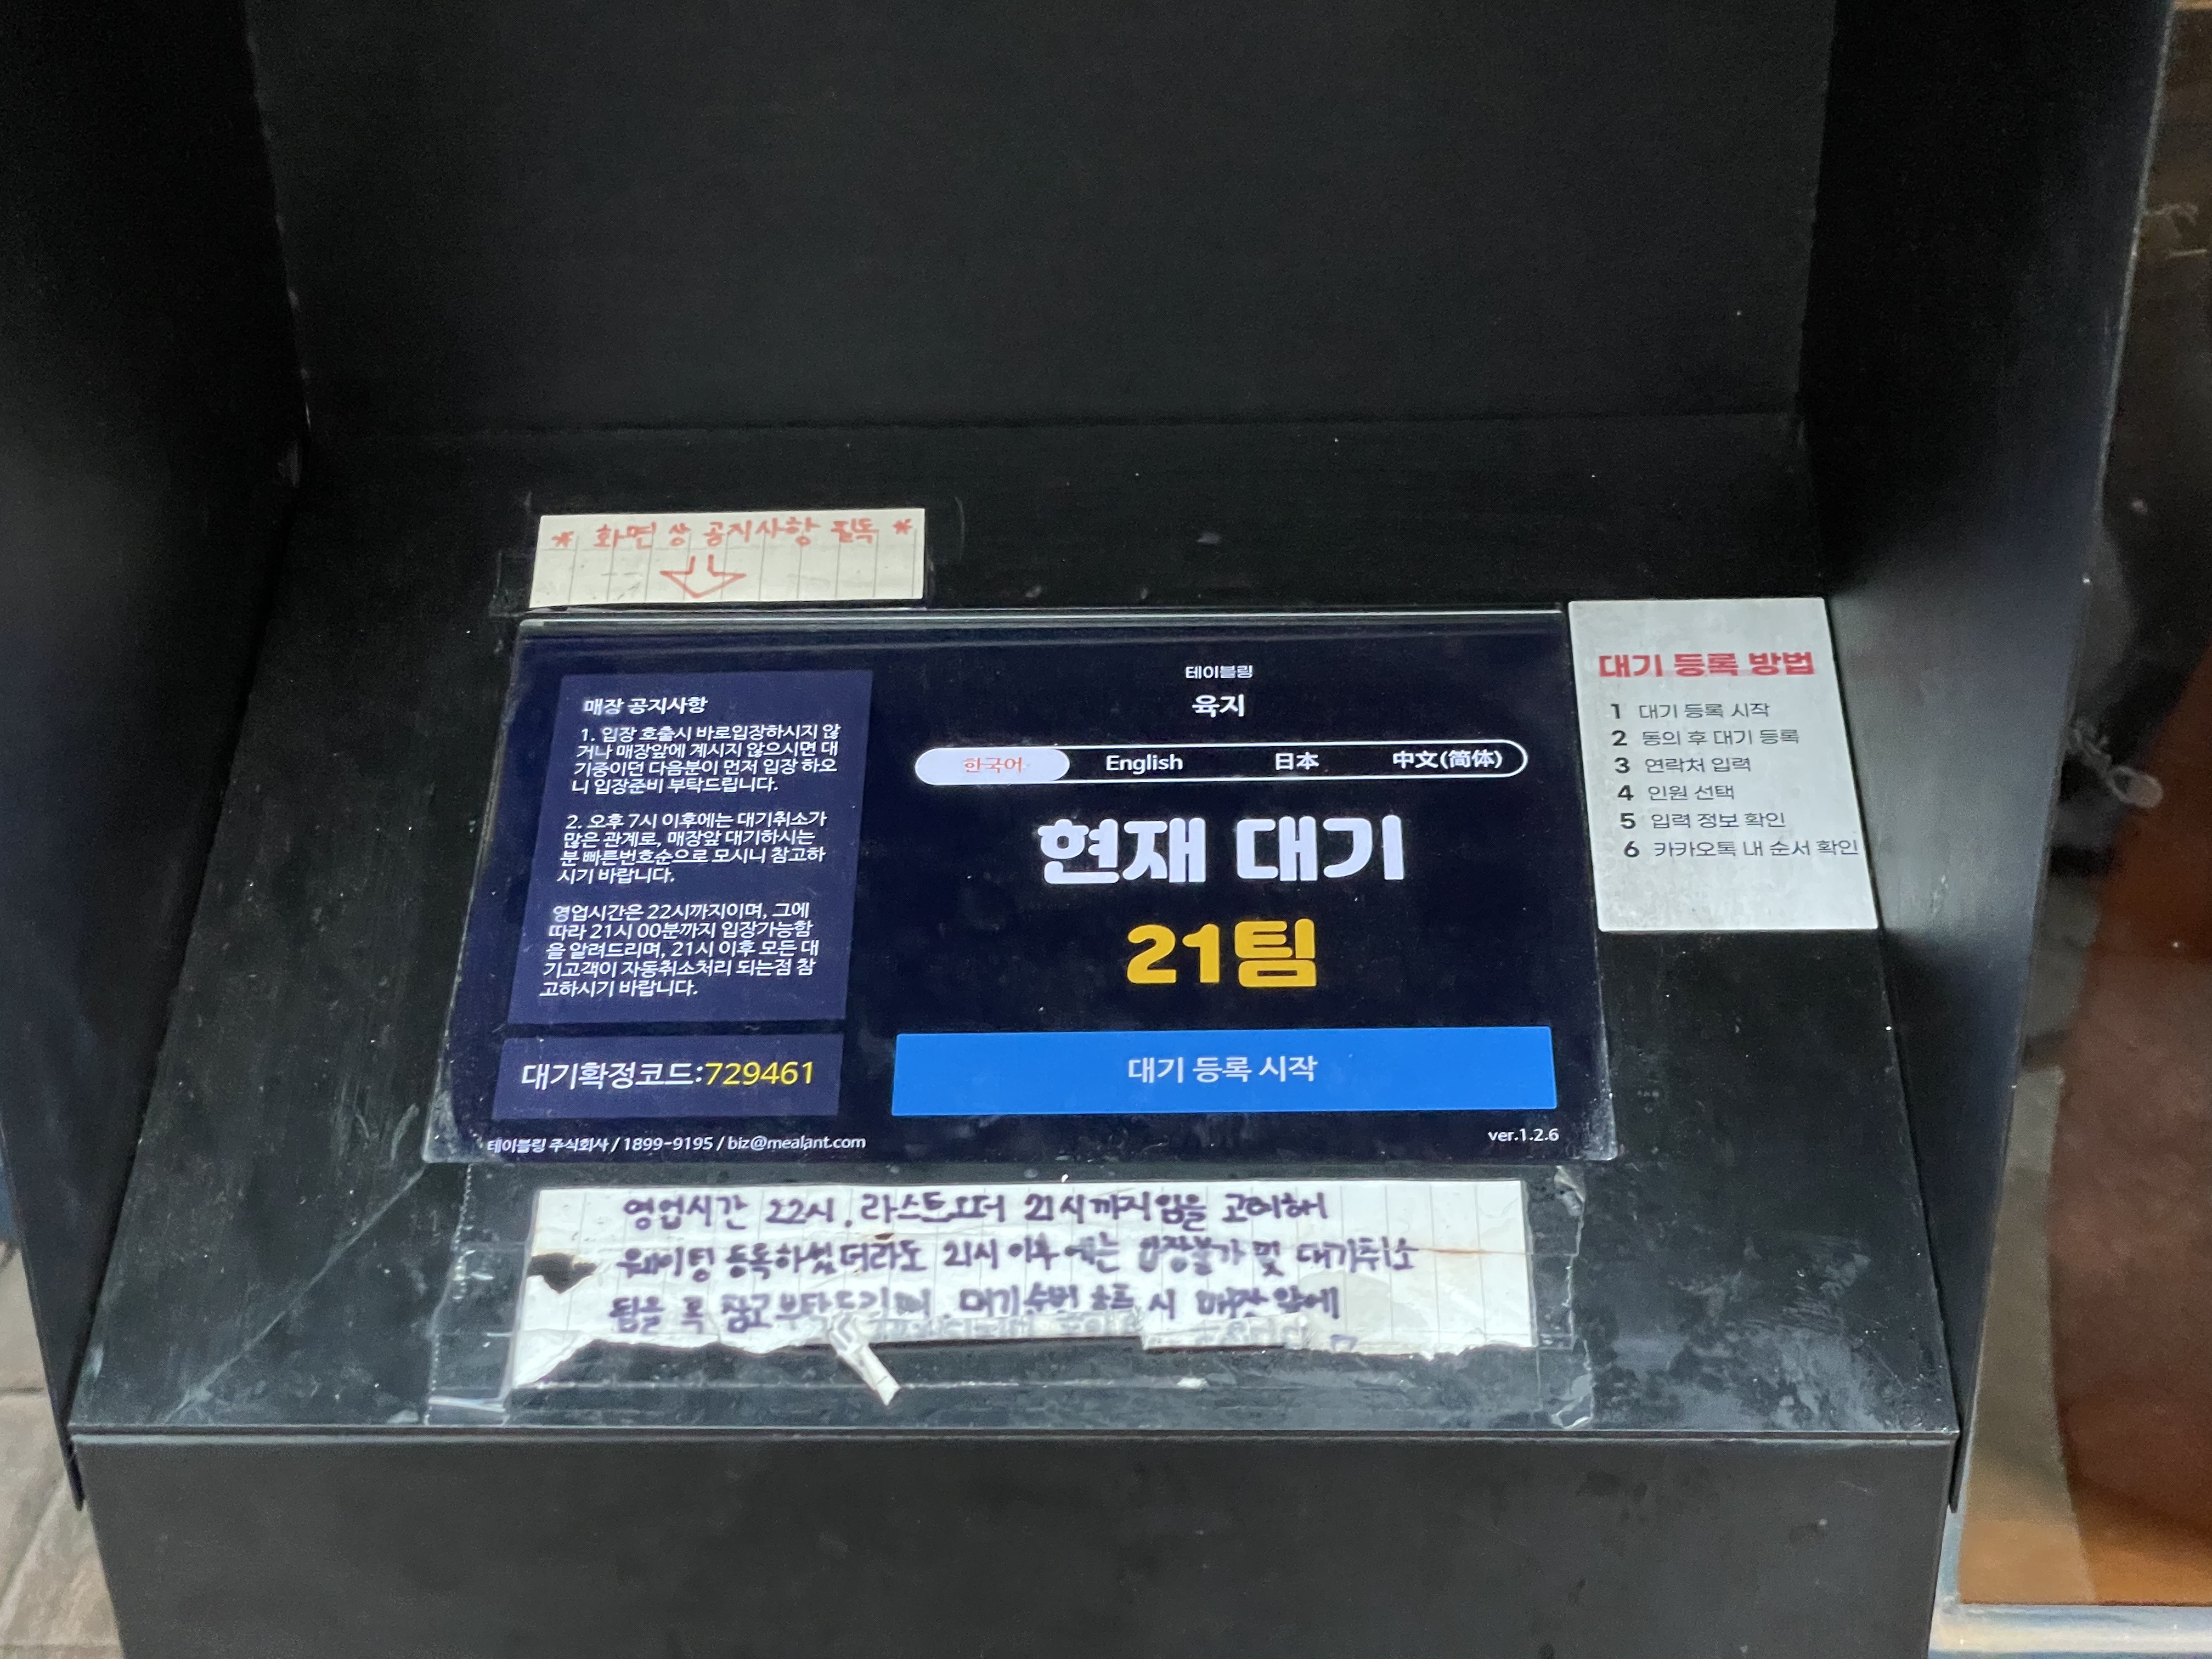 * 화면 상 공지사항 필독 *
매장 공지사항
1. 입장 호출시 바로입장하시지 않
거나 매장앞에 계시지 않으시면 대
기중이던 다음분이 먼저 입장 하오
니 입장준비 부탁드립니다.
2. 오후 7시 이후에는 대기취소가
많은 관계로, 매장앞 대기하시는
분 빠른번호순으로 모시니 참고하
시기 바랍니다.
영업시간은 22시까지이며, 그에
따라 21시 00분까지 입장가능함
을 알려드리며, 21시 이후 모든 대
기고객이 자동취소처리 되는점 참
고하시기 바랍니다.
대기확정코드:729461
테이블링 주식회사 / 1899-9195 / biz@mealant.com
테이블링
육지
한국어 English 日本 中文(简体)
현재 대기
21팀
대기 등록 시작
ver.1.2.6
대기 등록 방법
1 대기 등록 시작
2 동의 후 대기 등록
3 연락처 입력
4 인원 선택
5 입력 정보 확인
6 카카오톡 내 순서 확인
영업시간 22시, 라스트오더 21시까지임을 고려해
웨이팅 등록하셨더라도 21시 이후에는 입장불가 및 대기취소
됨을 꼭 참고부탁드리며, 대기순번 호출 시 매장 앞에